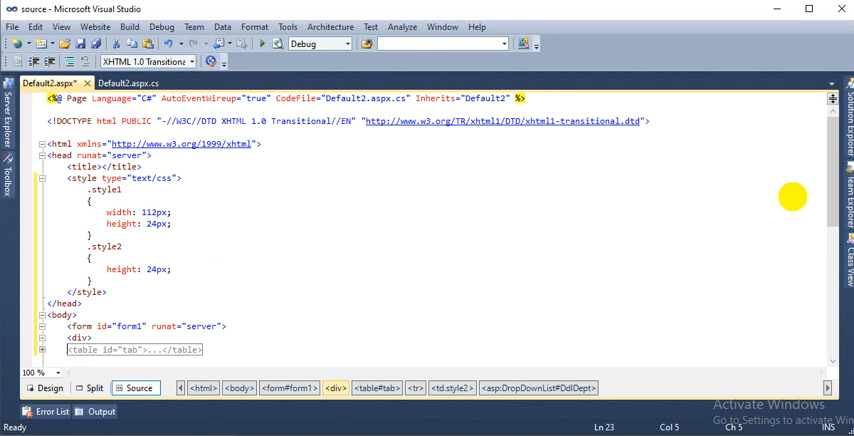 source - Microsoft Visual Studio
File Edit View Website Build Debug Team Data Format Tools Architecture Test Analyze Window Help
Debug
XHTML 1.0 Transitiona
Default2.aspx* Default2.aspx.cs
<%@ Page Language="C#" AutoEventWireup="true" CodeFile="Default2.aspx.cs" Inherits="Default2" %>
<!DOCTYPE html PUBLIC "-//W3C//DTD XHTML 1.0 Transitional//EN" "http://www.w3.org/TR/xhtml1/DTD/xhtml1-transitional.dtd">
<html xmlns="http://www.w3.org/1999/xhtml">
<head runat="server">
<title></title>
<style type="text/css">
.style1
{
width: 112px;
height: 24px;
}
.style2
{
height: 24px;
}
</style>
</head>
<body>
<form id="form1" runat="server">
<div>
<table id="tab">...</table>
100 %
Design Split Source <html> <body> <form#form1> <div> <table#tab> <tr> <td.style2> <asp:DropDownList#DdlDept>
Error List Output
Ready Ln 23 Col 5 Ch 5 INS
Server Explorer
Toolbox
Solution Explorer
Team Explorer
Class View
Activate Windows
Go to Settings to activate Win